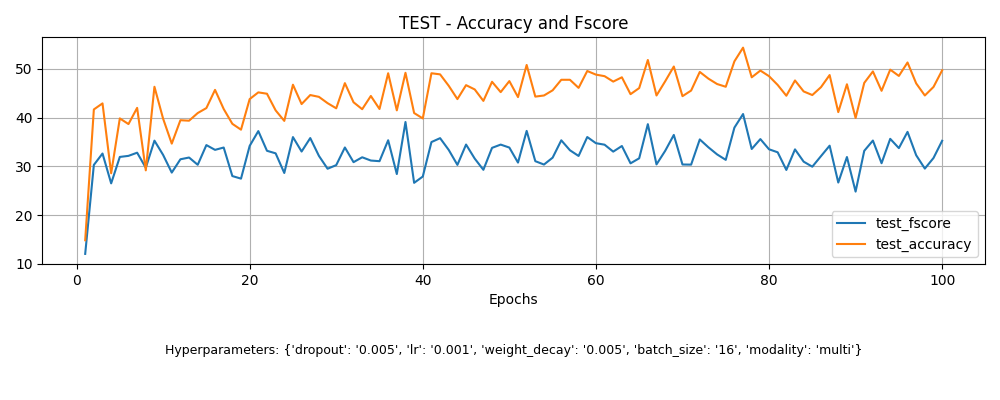 TEST - Accuracy and Fscore
50
40
30
20
10
0
20
40
60
80
100
test_fscore
test_accuracy
Epochs
Hyperparameters: {'dropout': '0.005', 'lr': '0.001', 'weight_decay': '0.005', 'batch_size': '16', 'modality': 'multi'}